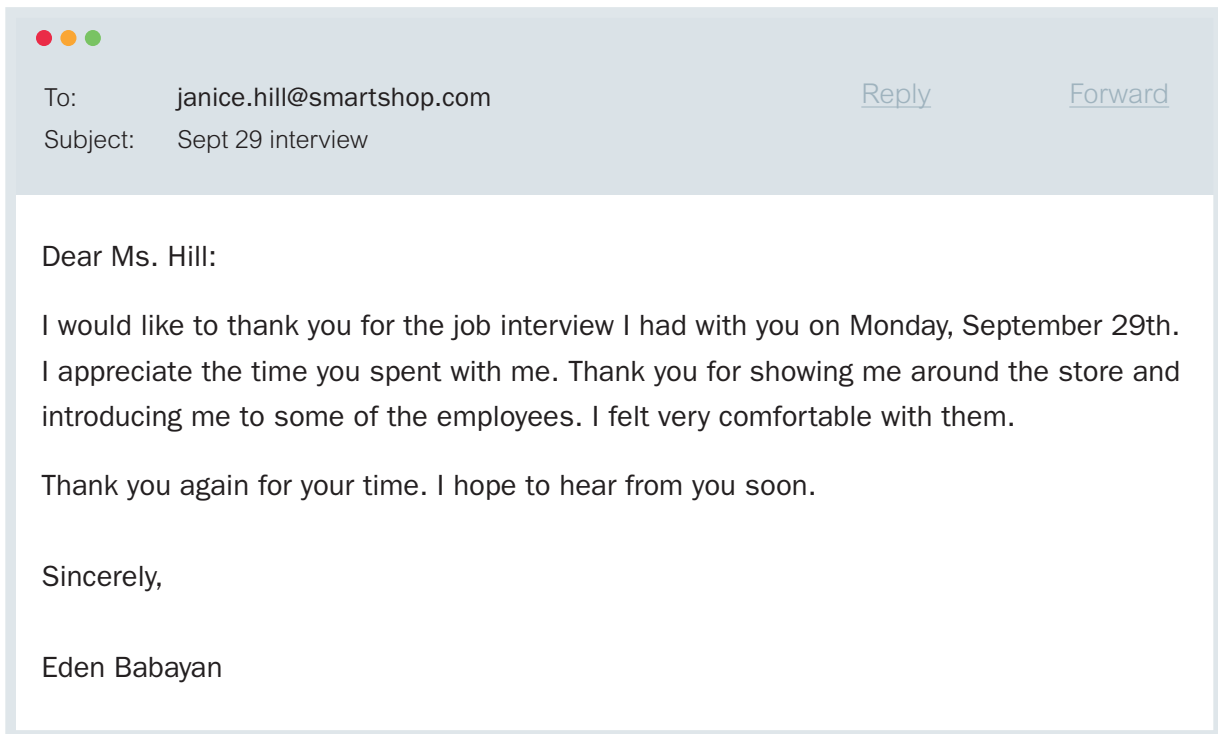 To: janice.hill@smartshop.com Reply Forward
Subject: Sept 29 interview
Dear Ms. Hill:
I would like to thank you for the job interview I had with you on Monday, September 29th.
I appreciate the time you spent with me. Thank you for showing me around the store and
introducing me to some of the employees. I felt very comfortable with them.
Thank you again for your time. I hope to hear from you soon.
Sincerely,
Eden Babayan